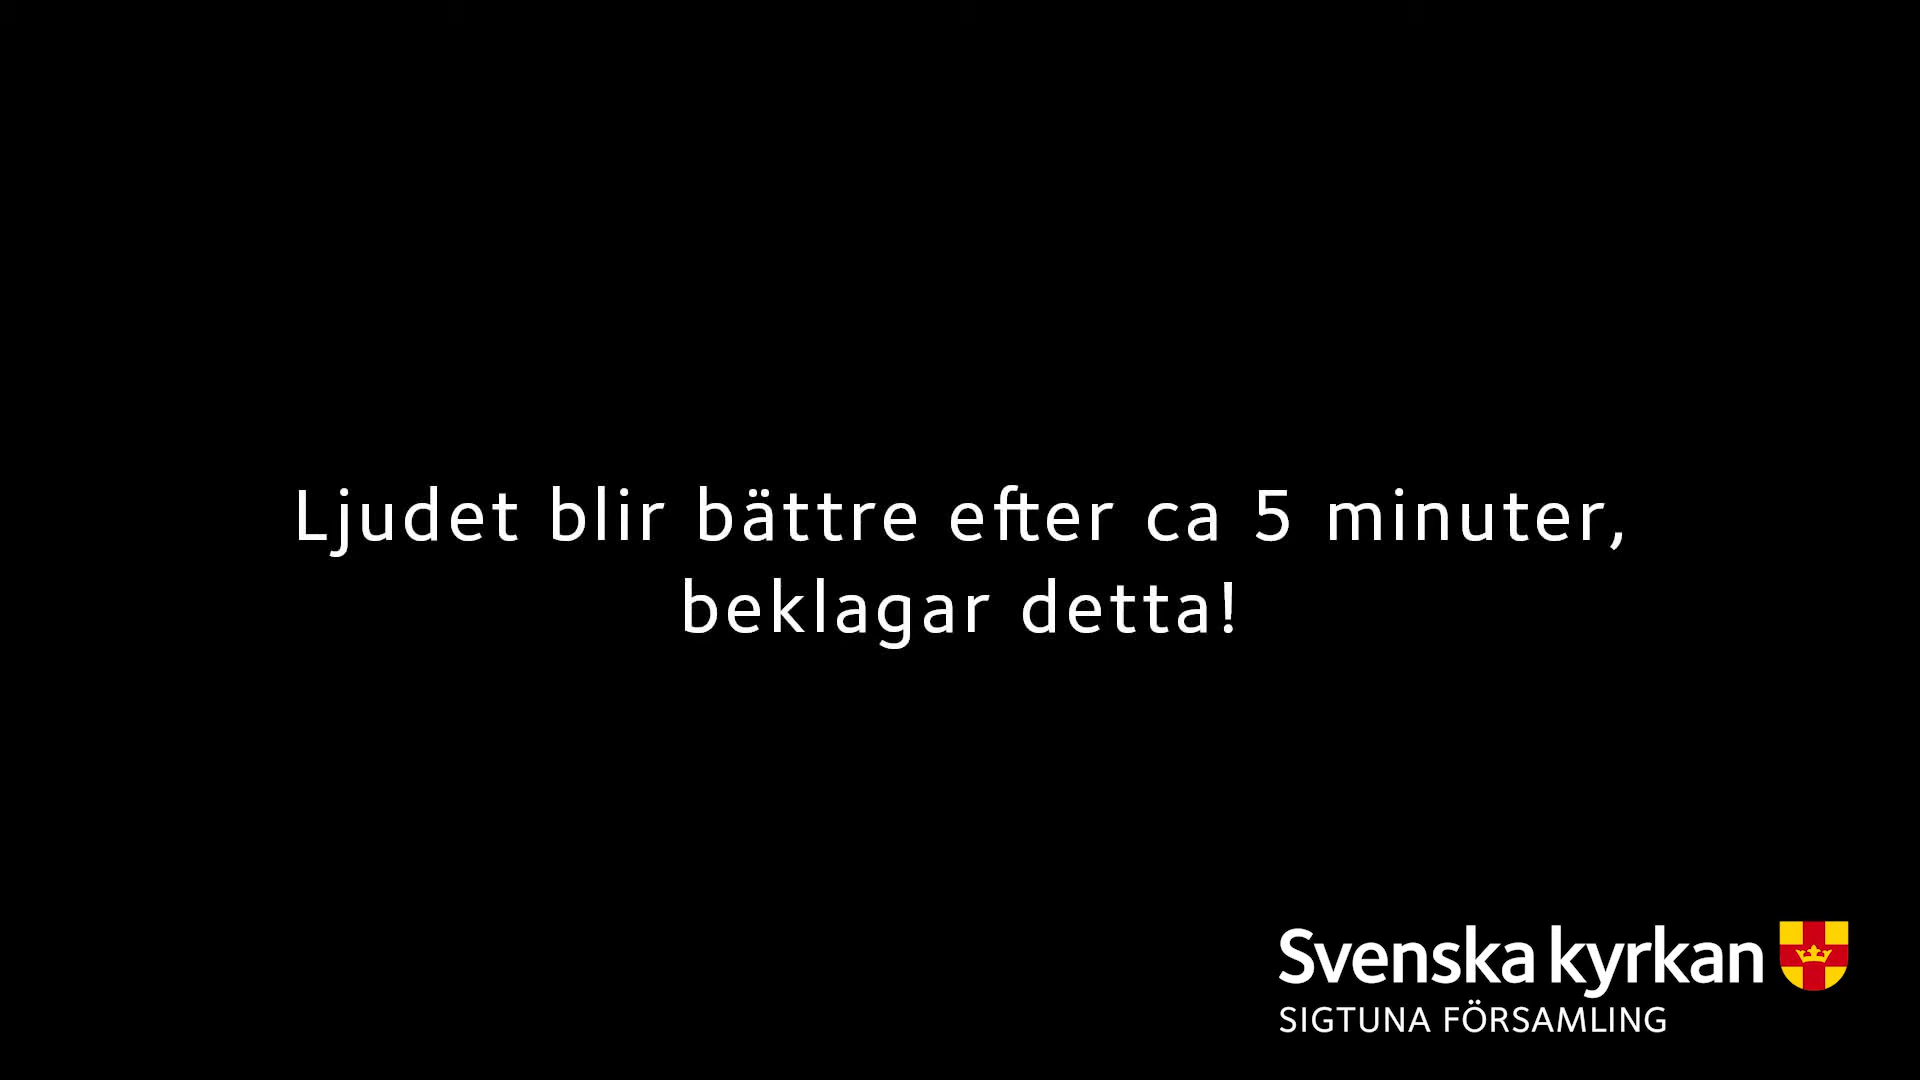 Ljudet blir bättre efter ca 5 minuter,
beklagar detta!
Svenska kyrkan
SIGTUNA FÖRSAMLING